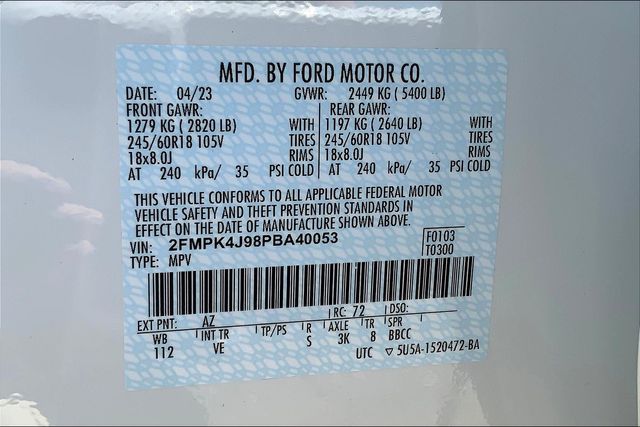 MFD. BY FORD MOTOR CO.
DATE: 04/23 GVWR: 2449 KG ( 5400 LB)
FRONT GAWR: REAR GAWR:
1279 KG ( 2820 LB) WITH 1197 KG ( 2640 LB) WITH
245/60R18 105V TIRES 245/60R18 105V TIRES
18x8.0J RIMS 18x8.0J RIMS
AT 240 kPa/ 35 PSI COLD AT 240 kPa/ 35 PSI COLD
THIS VEHICLE CONFORMS TO ALL APPLICABLE FEDERAL MOTOR
VEHICLE SAFETY AND THEFT PREVENTION STANDARDS IN
EFFECT ON THE DATE OF MANUFACTURE SHOWN ABOVE.
VIN: 2FMPK4J98PBA40053 F0103
TYPE: MPV T0300
EXT PNT: AZ RC: 72 DSO:
WB INT TR TP/PS R AXLE TR SPR
112 VE S 3K 8 BBCC
UTC ▽ 5U5A-1520472-BA